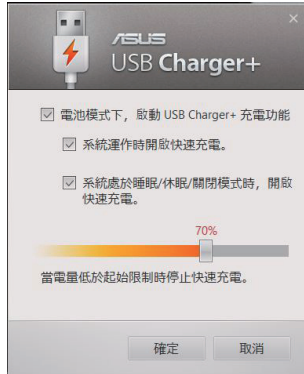 ASUS
USB Charger+
電池模式下，啟動 USB Charger+ 充電功能
系統運作時開啟快速充電。
系統處於睡眠/休眠/關閉模式時，開啟
快速充電。
70%
當電量低於起始限制時停止快速充電。
確定
取消